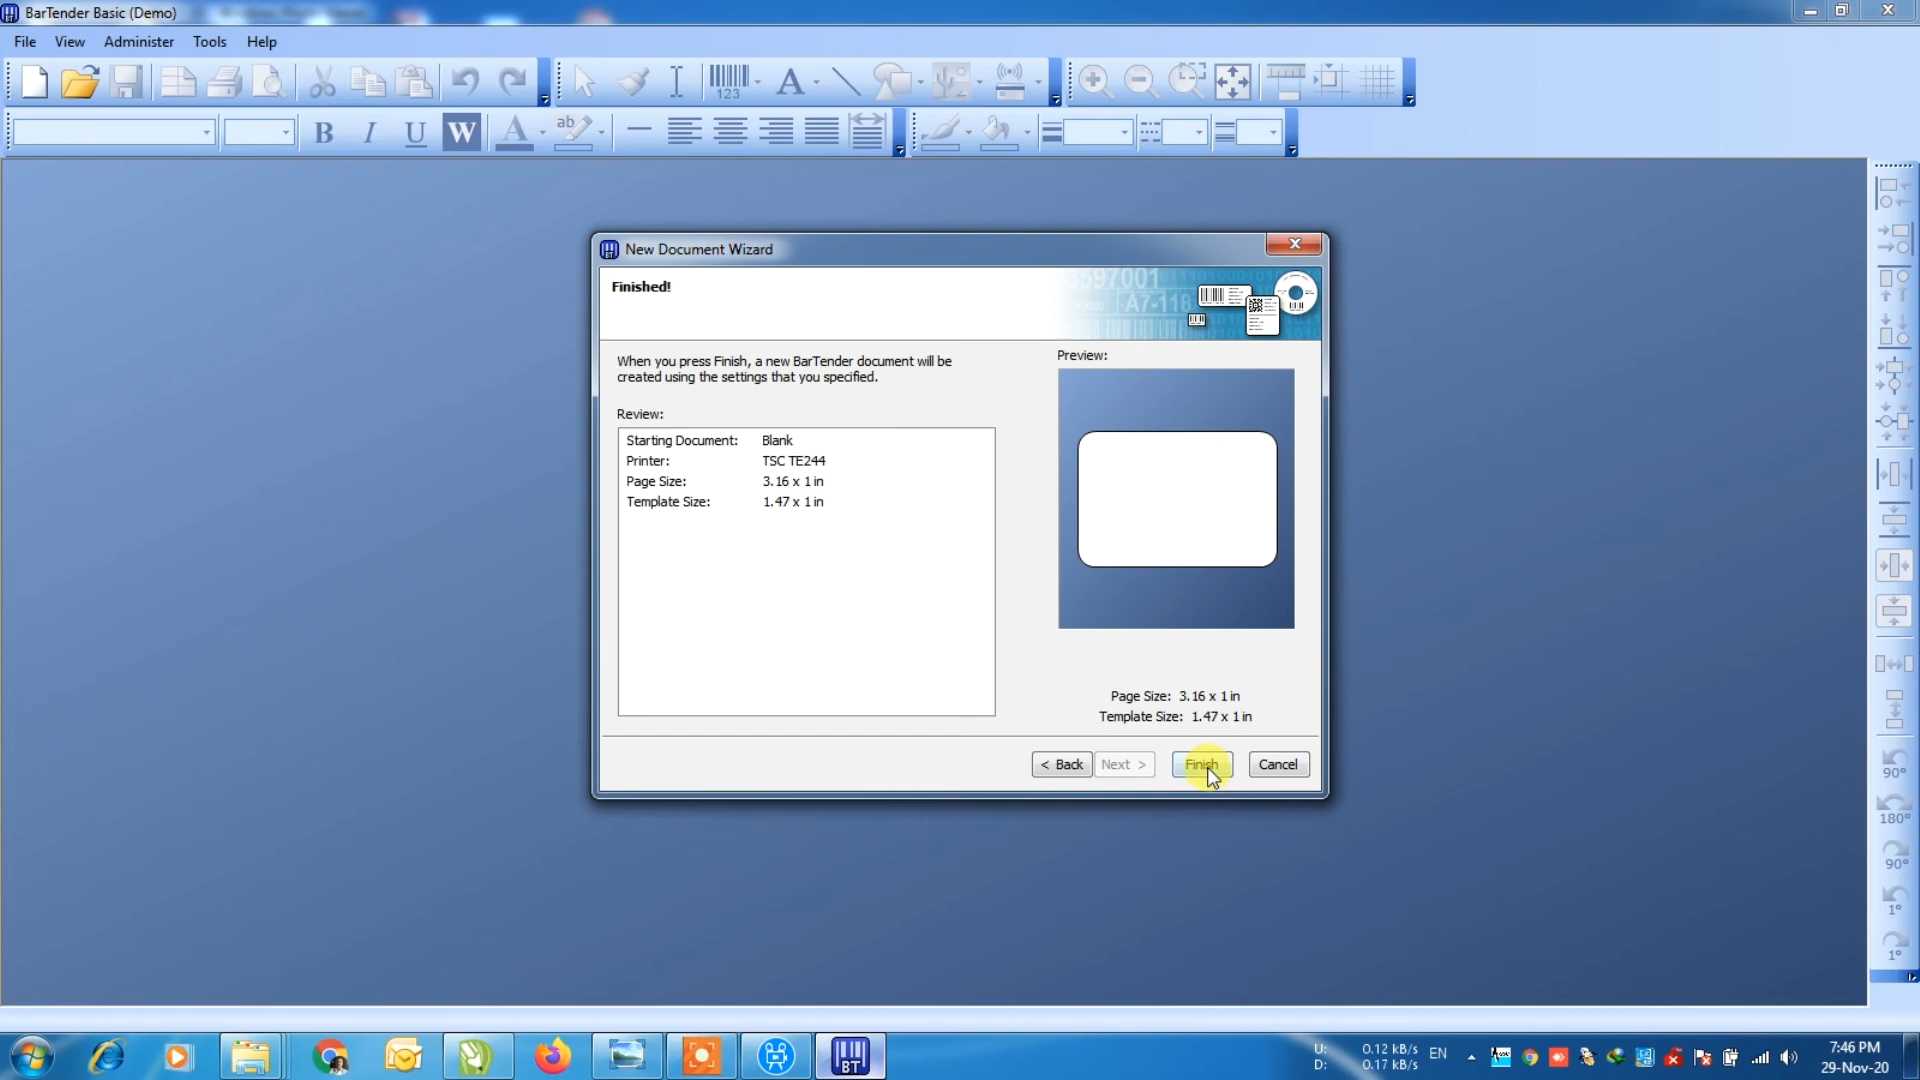 BarTender Basic (Demo)
File View Administer Tools Help
123
A
ab
B I U W A
New Document Wizard
Finished!
597001
A7-118
When you press Finish, a new BarTender document will be
created using the settings that you specified.
Preview:
Review:
Starting Document: Blank
Printer: TSC TE244
Page Size: 3.16 x 1 in
Template Size: 1.47 x 1 in
Page Size: 3.16 x 1 in
Template Size: 1.47 x 1 in
< Back Next > Finish Cancel
90°
180°
90°
1°
1°
BT
U: 0.12 kB/s
D: 0.17 kB/s
EN
7:46 PM
29-Nov-20